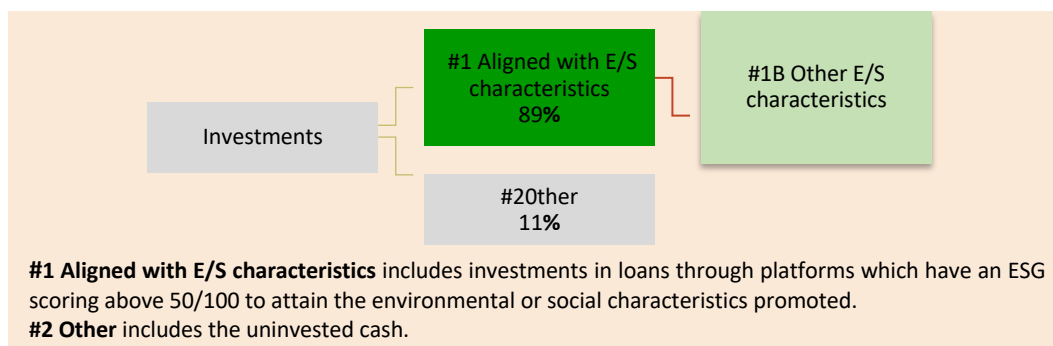 #1 Aligned with E/S
characteristics
89%
#1B Other E/S
characteristics
Investments
#20ther
11%
#1 Aligned with E/S characteristics includes investments in loans through platforms which have an ESG
scoring above 50/100 to attain the environmental or social characteristics promoted.
#2 Other includes the uninvested cash.